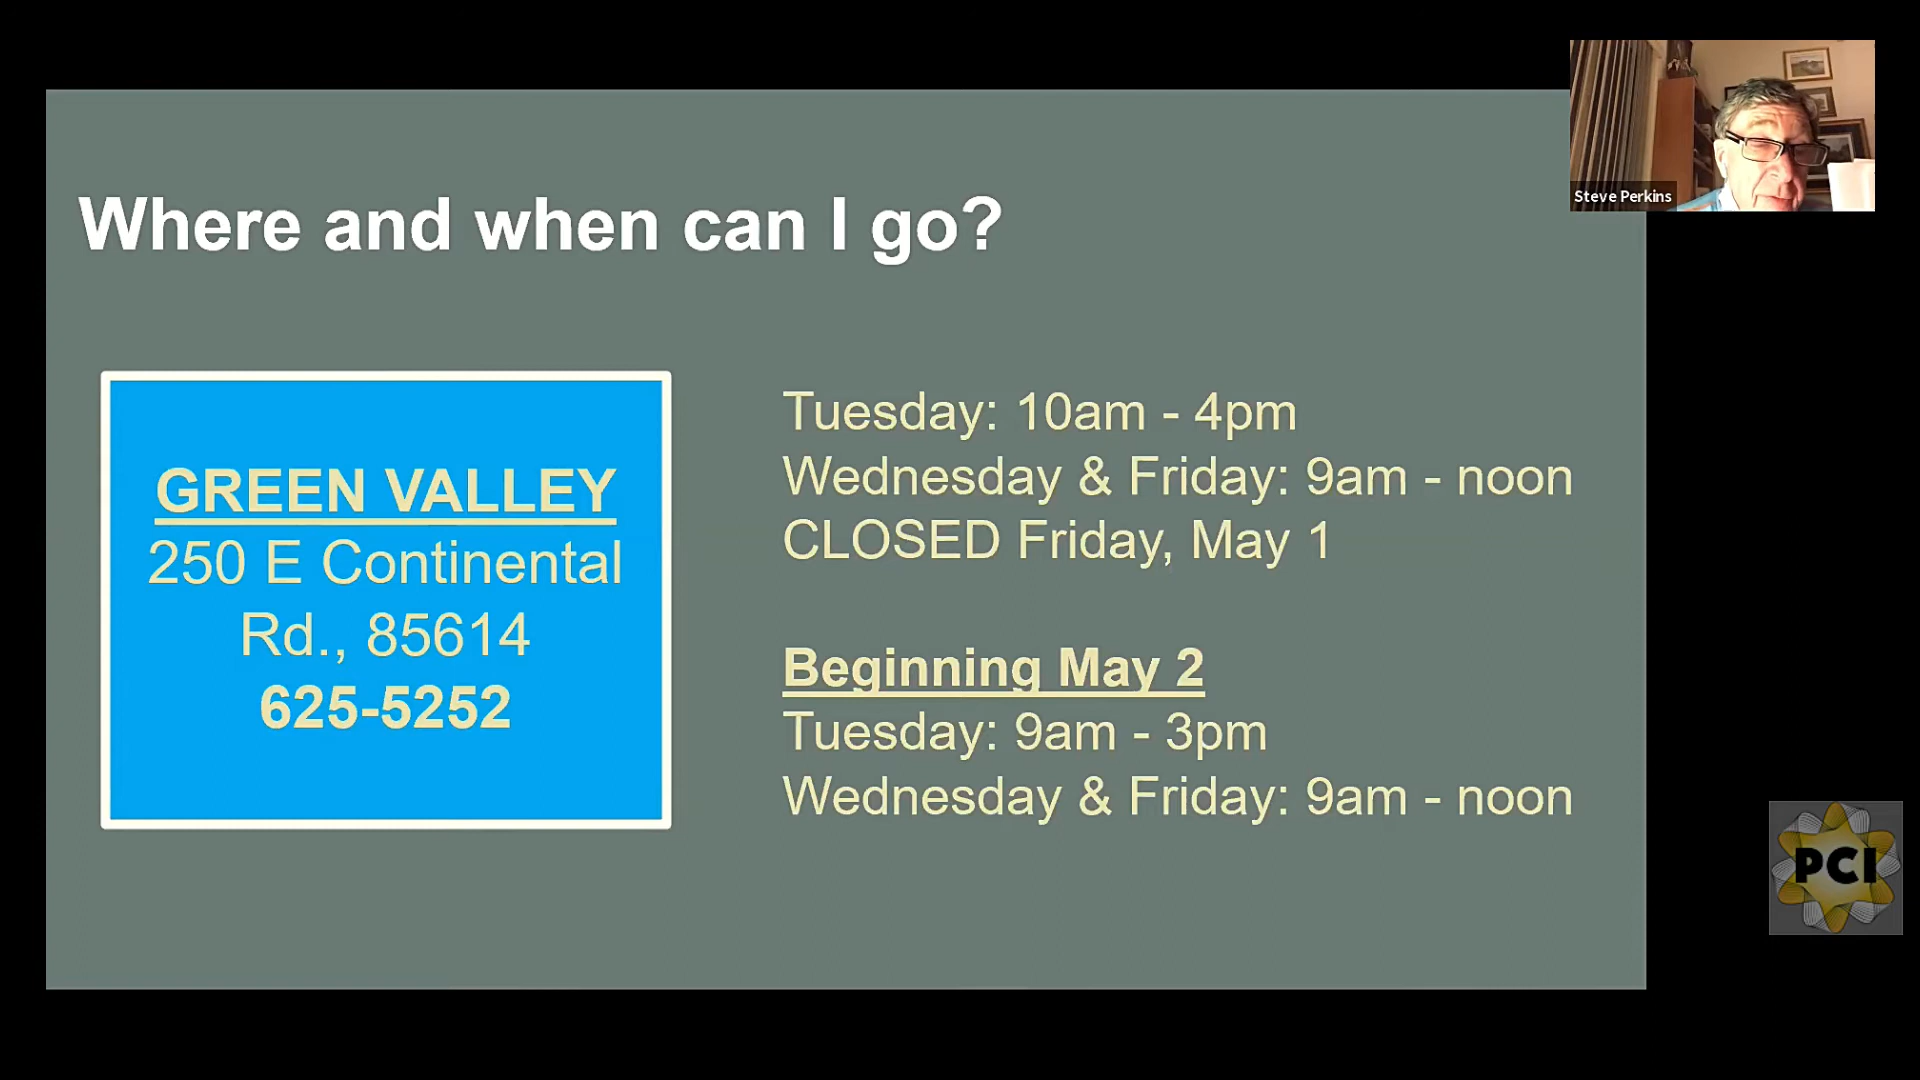 Where and when can I go?
GREEN VALLEY
250 E Continental
Rd., 85614
625-5252
Tuesday: 10am - 4pm
Wednesday & Friday: 9am - noon
CLOSED Friday, May 1
Beginning May 2
Tuesday: 9am - 3pm
Wednesday & Friday: 9am - noon
Steve Perkins
PCI